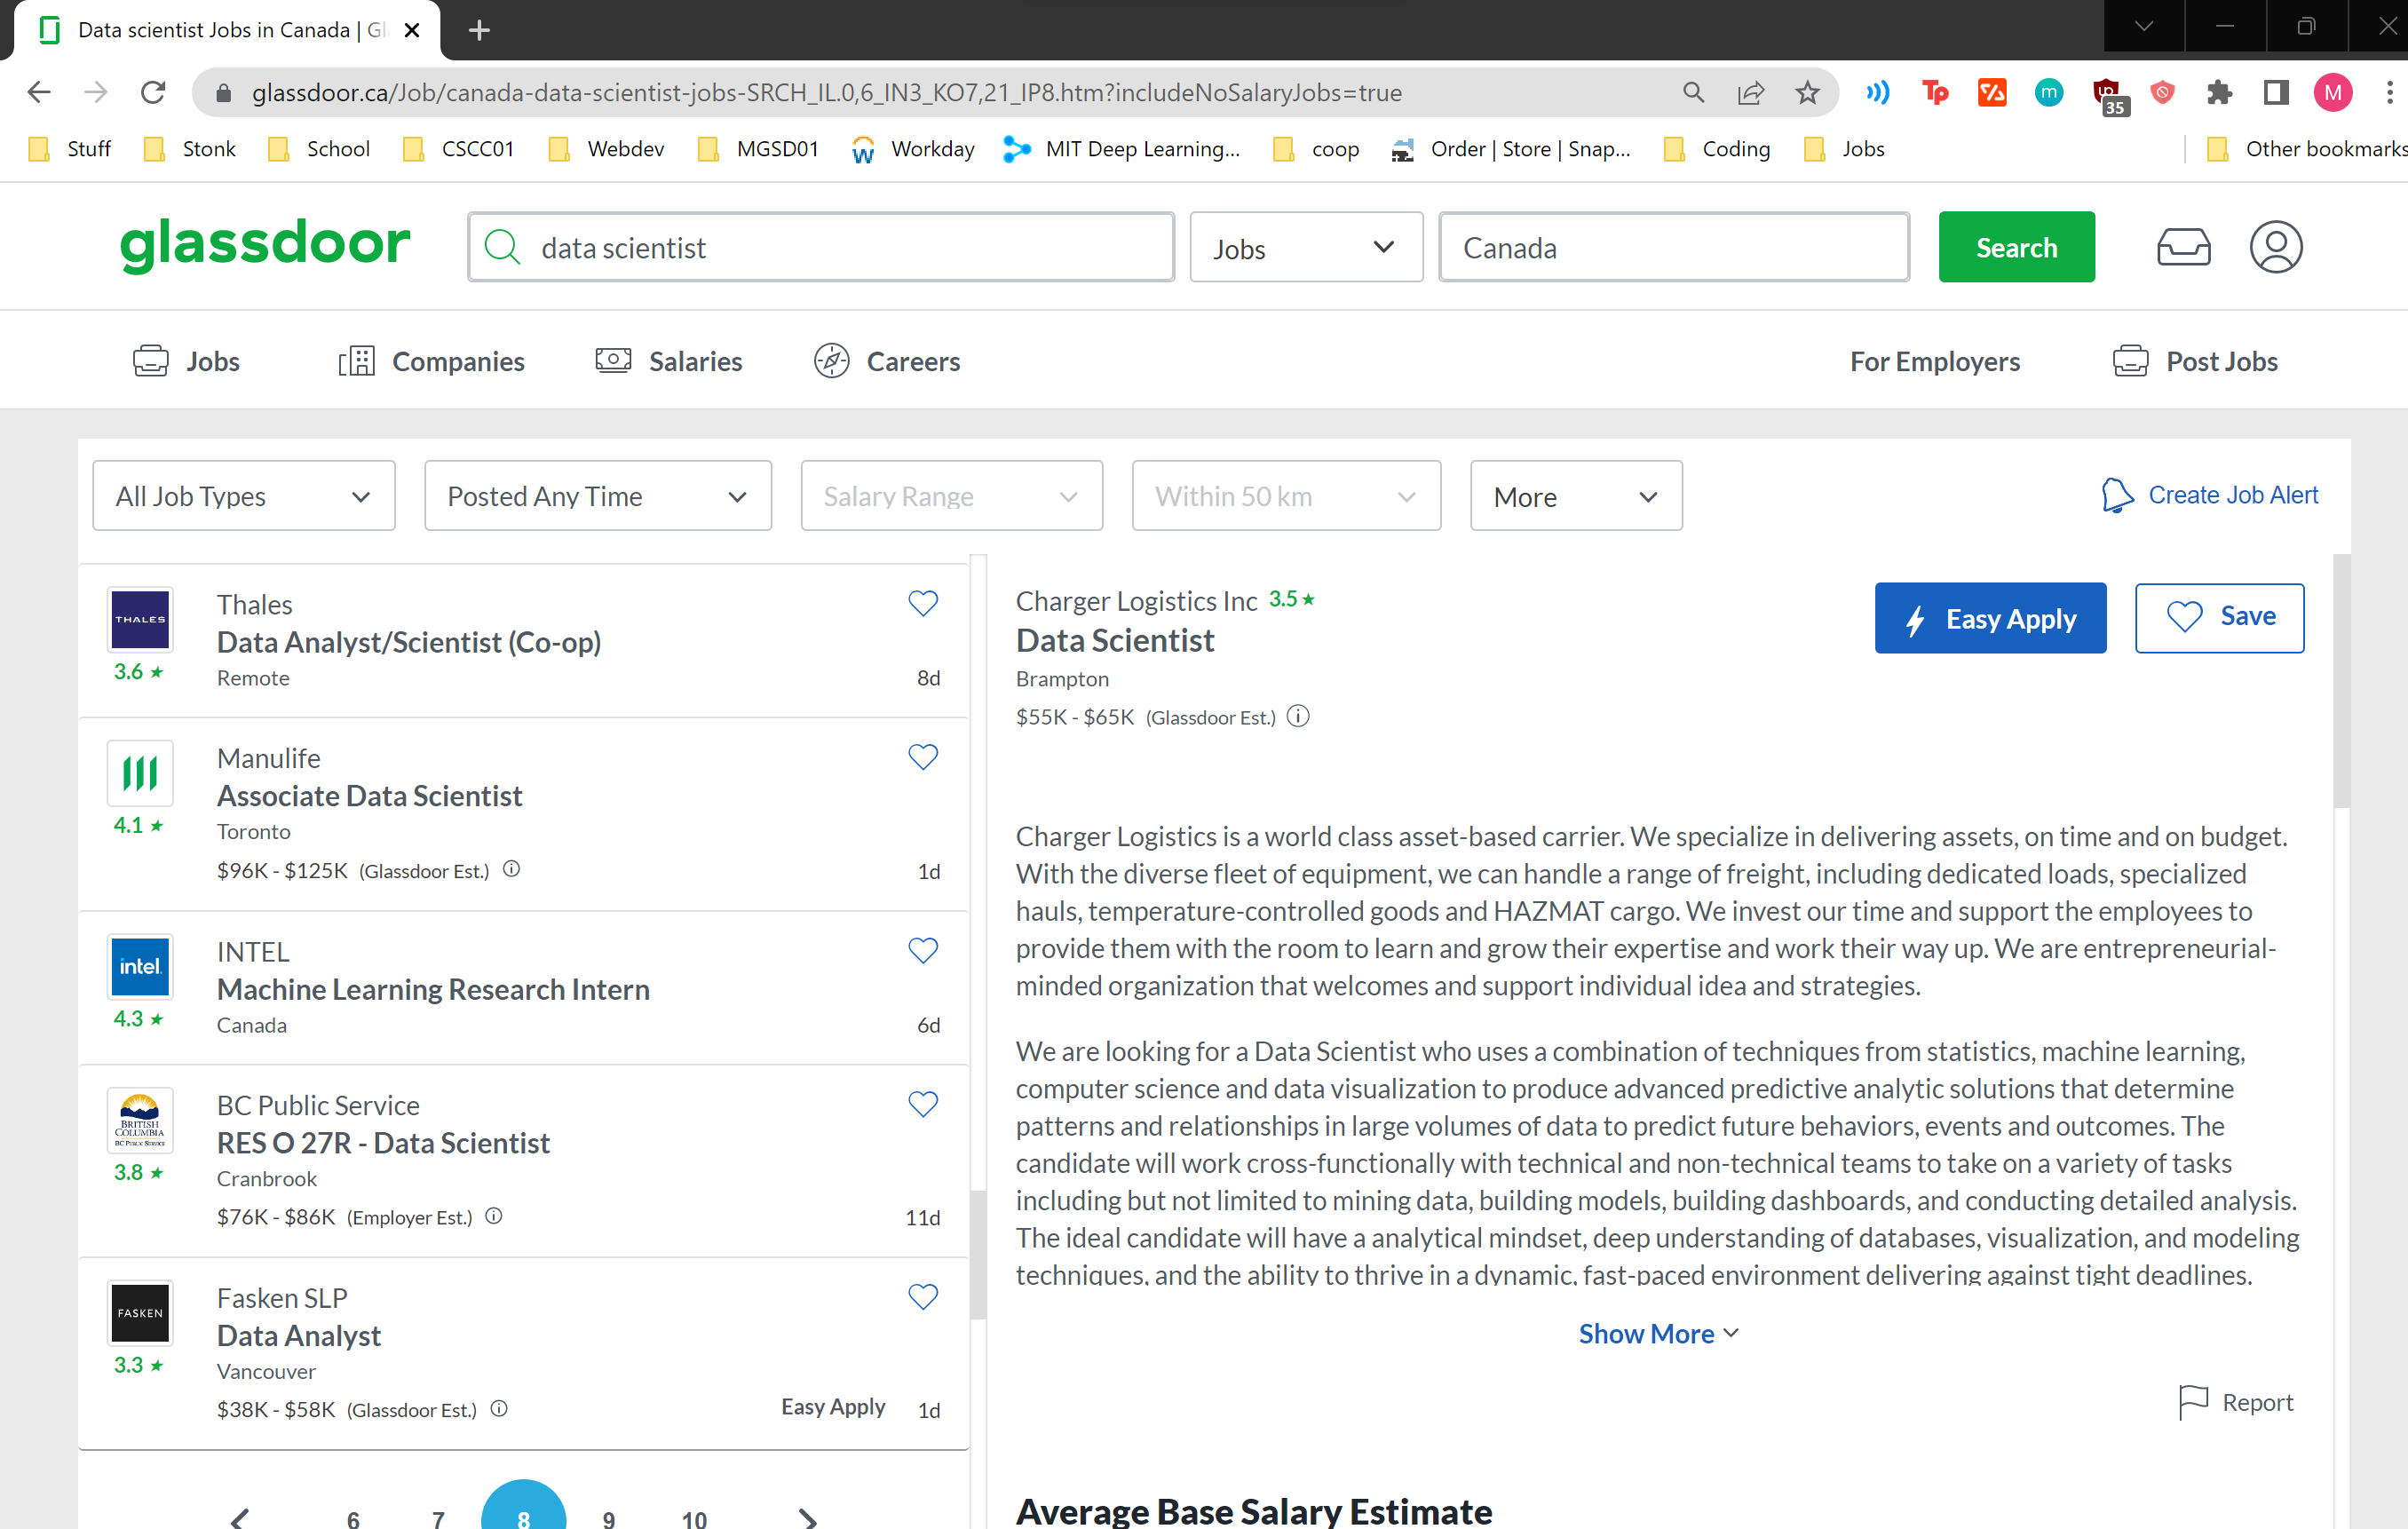 Data scientist Jobs in Canada | Gl
glassdoor.ca/Job/canada-data-scientist-jobs-SRCH_IL.0,6_IN3_KO7,21_IP8.htm?includeNoSalaryJobs=true
Tp
m
35
M
Stuff
Stonk
School
CSCC01
Webdev
MGSD01
Workday
MIT Deep Learning...
coop
Order | Store | Snap...
Coding
Jobs
Other bookmarks
glassdoor
data scientist
Jobs
Canada
Search
Jobs
Companies
Salaries
Careers
For Employers
Post Jobs
All Job Types
Posted Any Time
Salary Range
Within 50 km
More
Create Job Alert
THALES
3.6 ★
Thales
Data Analyst/Scientist (Co-op)
Remote
8d
4.1 ★
Manulife
Associate Data Scientist
Toronto
$96K - $125K (Glassdoor Est.)
1d
intel.
4.3 ★
INTEL
Machine Learning Research Intern
Canada
6d
BRITISH
COLUMBIA
BC Public Service
3.8 ★
BC Public Service
RES O 27R - Data Scientist
Cranbrook
$76K - $86K (Employer Est.)
11d
FASKEN
3.3 ★
Fasken SLP
Data Analyst
Vancouver
$38K - $58K (Glassdoor Est.)
Easy Apply
1d
6 7 8 9 10
Charger Logistics Inc 3.5 ★
Data Scientist
Brampton
$55K - $65K (Glassdoor Est.)
Easy Apply
Save
Charger Logistics is a world class asset-based carrier. We specialize in delivering assets, on time and on budget.
With the diverse fleet of equipment, we can handle a range of freight, including dedicated loads, specialized
hauls, temperature-controlled goods and HAZMAT cargo. We invest our time and support the employees to
provide them with the room to learn and grow their expertise and work their way up. We are entrepreneurial-
minded organization that welcomes and support individual idea and strategies.
We are looking for a Data Scientist who uses a combination of techniques from statistics, machine learning,
computer science and data visualization to produce advanced predictive analytic solutions that determine
patterns and relationships in large volumes of data to predict future behaviors, events and outcomes. The
candidate will work cross-functionally with technical and non-technical teams to take on a variety of tasks
including but not limited to mining data, building models, building dashboards, and conducting detailed analysis.
The ideal candidate will have a analytical mindset, deep understanding of databases, visualization, and modeling
techniques, and the ability to thrive in a dynamic, fast-paced environment delivering against tight deadlines.
Show More
Report
Average Base Salary Estimate